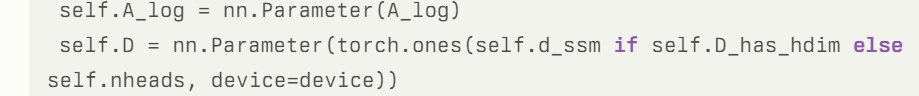 self.A_log = nn.Parameter(A_log)
self.D = nn.Parameter(torch.ones(self.d_ssm if self.D_has_hdim else
self.nheads, device=device))